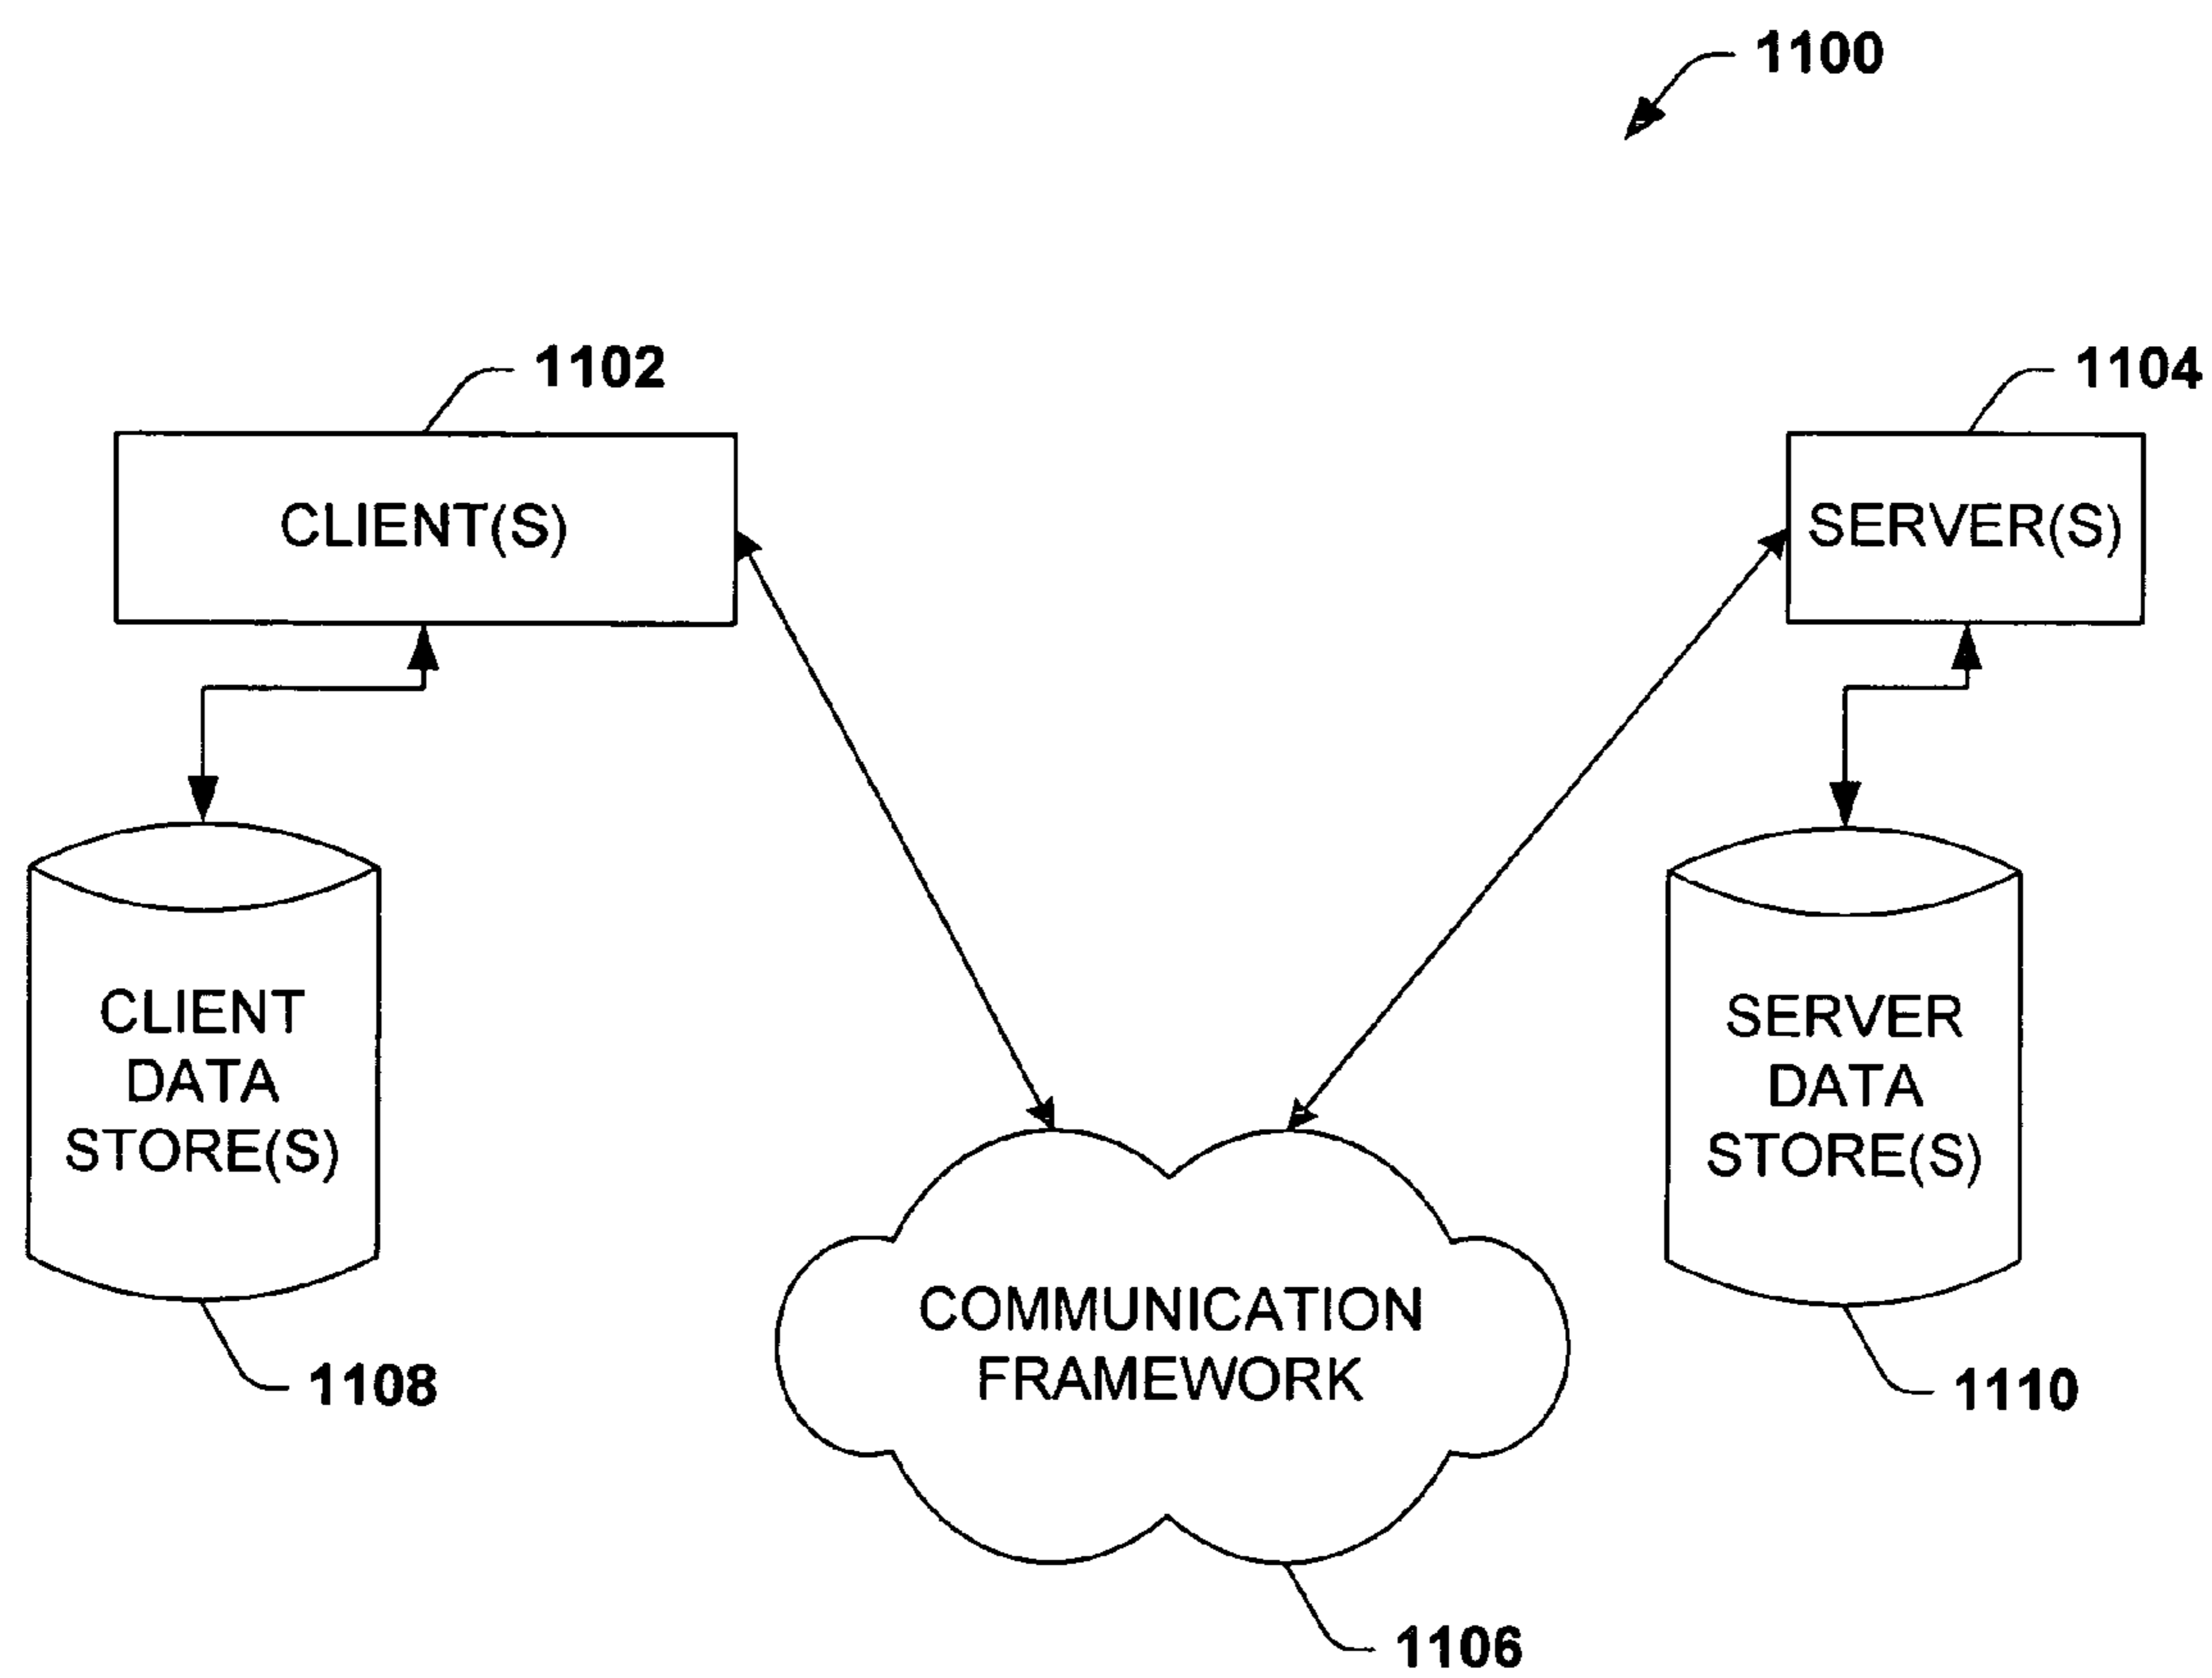 1100
1102
1104
CLIENT(S)
SERVER(S)
CLIENT
DATA
STORE(S)
SERVER
DATA
STORE(S)
COMMUNICATION
FRAMEWORK
1108
1110
1106